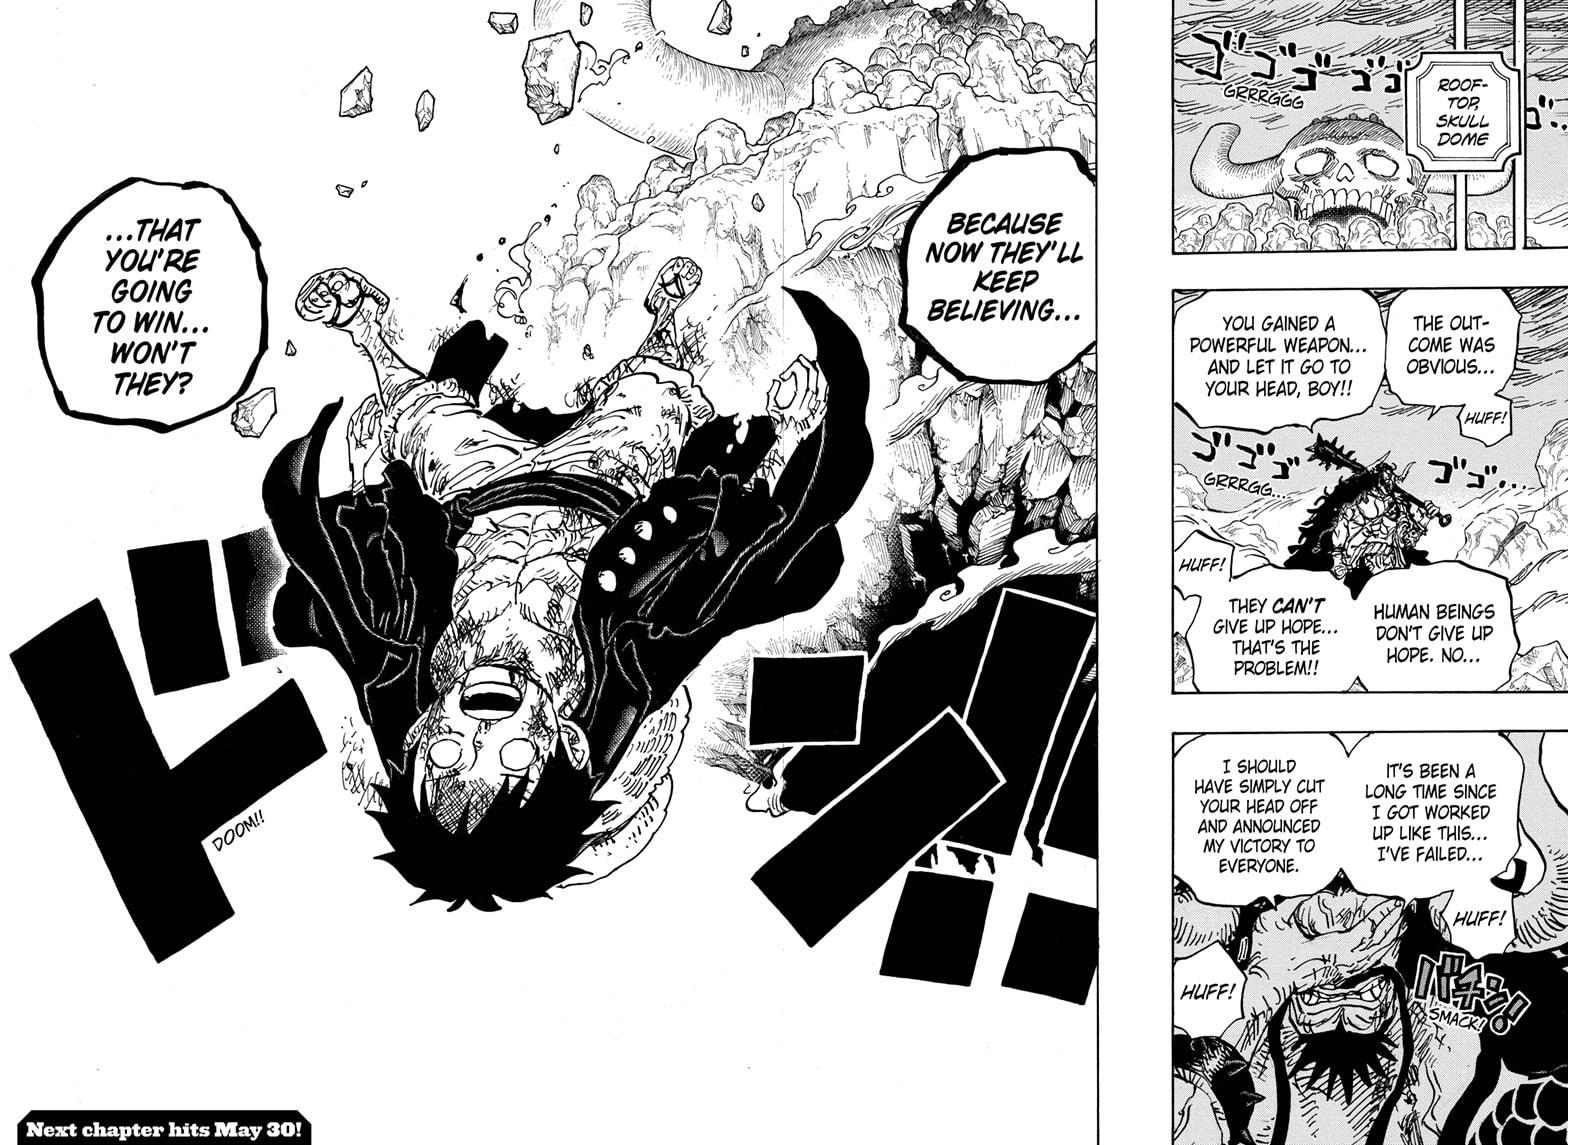 ROOF-
TOP,
SKULL
DOME
ゴゴゴゴゴゴ...
GRRRGGG
THE OUT-
COME WAS
OBVIOUS...
HUFF!
YOU GAINED A
POWERFUL WEAPON...
AND LET IT GO TO
YOUR HEAD, BOY!!
ゴゴゴゴゴ...
GRRRGG...
HUFF!
HUMAN BEINGS
DON'T GIVE UP
HOPE. NO...
THEY CAN'T
GIVE UP HOPE...
THAT'S THE
PROBLEM!!
IT'S BEEN A
LONG TIME SINCE
I GOT WORKED
UP LIKE THIS...
I'VE FAILED...
HUFF!
I SHOULD
HAVE SIMPLY CUT
YOUR HEAD OFF
AND ANNOUNCED
MY VICTORY TO
EVERYONE.
HUFF!
バチン!
SMACK!
BECAUSE
NOW THEY'LL
KEEP
BELIEVING...
...THAT
YOU'RE
GOING
TO WIN...
WON'T
THEY?
DOOM!!
Next chapter hits May 30!